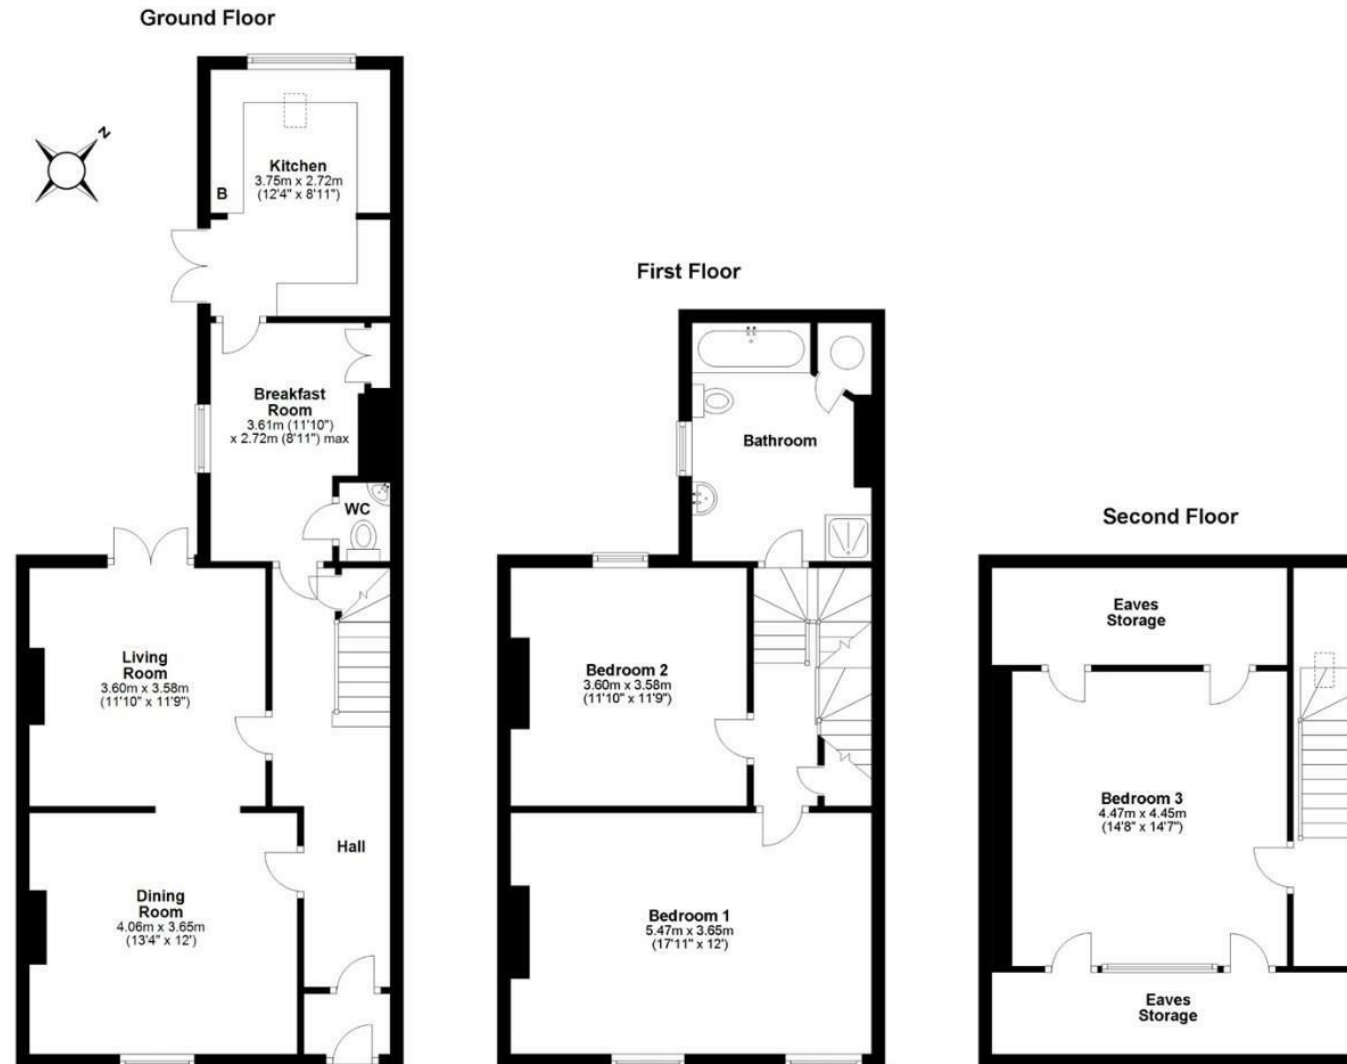 Ground Floor
N
Kitchen
3.75m x 2.72m
(12'4" x 8'11")
B
Breakfast
Room
3.61m (11'10")
x 2.72m (8'11") max
WC
Living
Room
3.60m x 3.58m
(11'10" x 11'9")
Hall
Dining
Room
4.06m x 3.65m
(13'4" x 12')
First Floor
Bathroom
Bedroom 2
3.60m x 3.58m
(11'10" x 11'9")
Bedroom 1
5.47m x 3.65m
(17'11" x 12')
Second Floor
Eaves
Storage
Bedroom 3
4.47m x 4.45m
(14'8" x 14'7")
Eaves
Storage